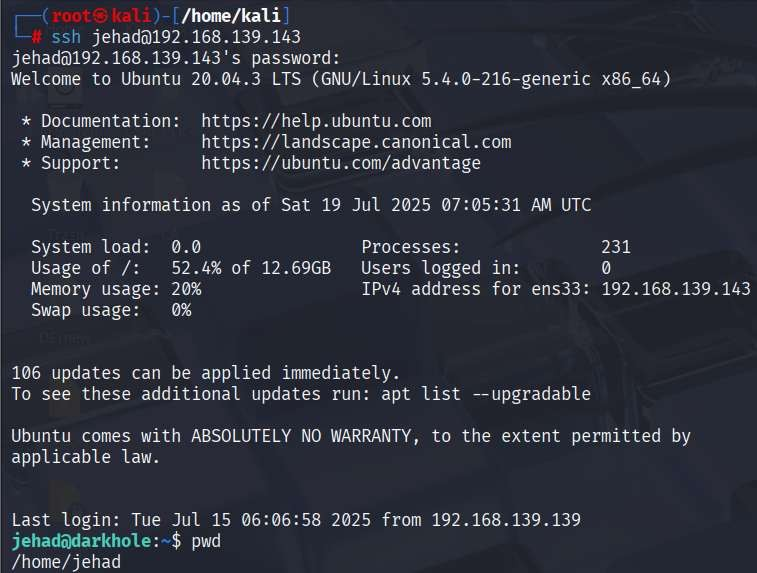 ┌──(root㉿kali)-[/home/kali]
└─# ssh jehad@192.168.139.143
jehad@192.168.139.143's password:
Welcome to Ubuntu 20.04.3 LTS (GNU/Linux 5.4.0-216-generic x86_64)
* Documentation:  https://help.ubuntu.com
* Management:     https://landscape.canonical.com
* Support:        https://ubuntu.com/advantage
System information as of Sat 19 Jul 2025 07:05:31 AM UTC
System load:  0.0                Processes:              231
Usage of /:   52.4% of 12.69GB   Users logged in:        0
Memory usage: 20%                IPv4 address for ens33: 192.168.139.143
Swap usage:   0%
106 updates can be applied immediately.
To see these additional updates run: apt list --upgradable
Ubuntu comes with ABSOLUTELY NO WARRANTY, to the extent permitted by
applicable law.
Last login: Tue Jul 15 06:06:58 2025 from 192.168.139.139
jehad@darkhole:~$ pwd
/home/jehad